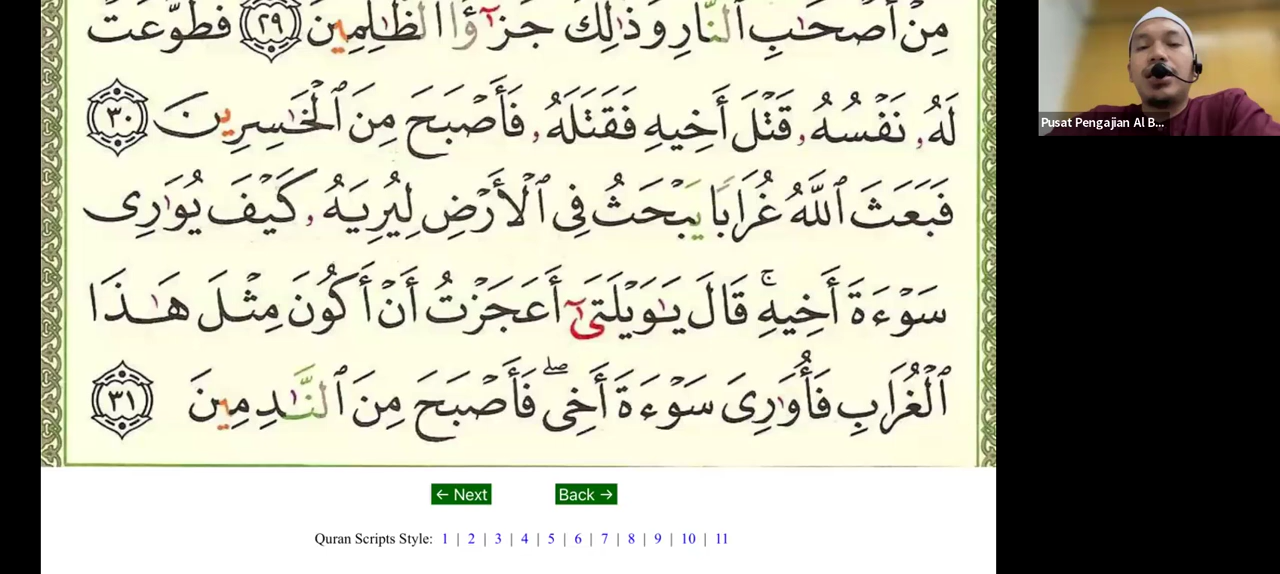 مِنْ أَصْحَٰبِ ٱلنَّارِ وَذَٰلِكَ جَزَٰٓؤُا۟ ٱلظَّٰلِمِينَ ٢٩ فَطَوَّعَتْ
لَهُۥ نَفْسُهُۥ قَتْلَ أَخِيهِ فَقَتَلَهُۥ فَأَصْبَحَ مِنَ ٱلْخَٰسِرِينَ ٣٠
فَبَعَثَ ٱللَّهُ غُرَابًا يَبْحَثُ فِى ٱلْأَرْضِ لِيُرِيَهُۥ كَيْفَ يُوَٰرِى
سَوْءَةَ أَخِيهِ ۚ قَالَ يَٰوَيْلَتَىٰٓ أَعَجَزْتُ أَنْ أَكُونَ مِثْلَ هَٰذَا
ٱلْغُرَابِ فَأُوَٰرِىَ سَوْءَةَ أَخِى ۖ فَأَصْبَحَ مِنَ ٱلنَّٰدِمِينَ ٣١
← Next Back →
Quran Scripts Style: 1 | 2 | 3 | 4 | 5 | 6 | 7 | 8 | 9 | 10 | 11
Pusat Pengajian Al B...